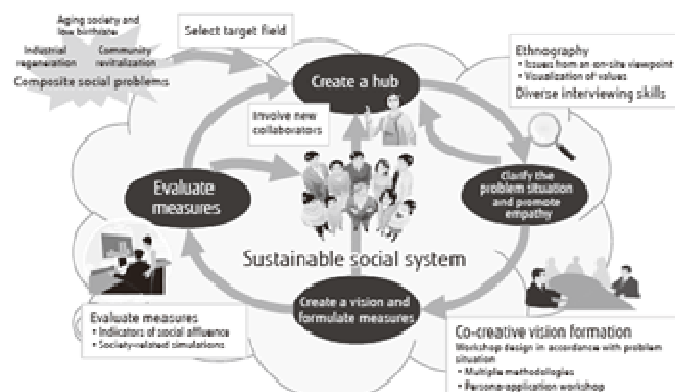 Aging society and
low birthrate
Industrial
regeneration
Community
revitalization
Composite social problems
Select target field
Create a hub
Ethnography
• Issues from an on-site viewpoint
• Visualization of values
Diverse interviewing skills
Involve new
collaborators
Evaluate
measures
Clarify the
problem situation
and promote
empathy
Sustainable social system
Create a vision and
formulate measures
Evaluate measures
• Indicators of social affluence
• Society-related simulations
Co-creative vision formation
Workshop design in accordance with problem
situation
• Multiple methodologies
• Persona-application workshop